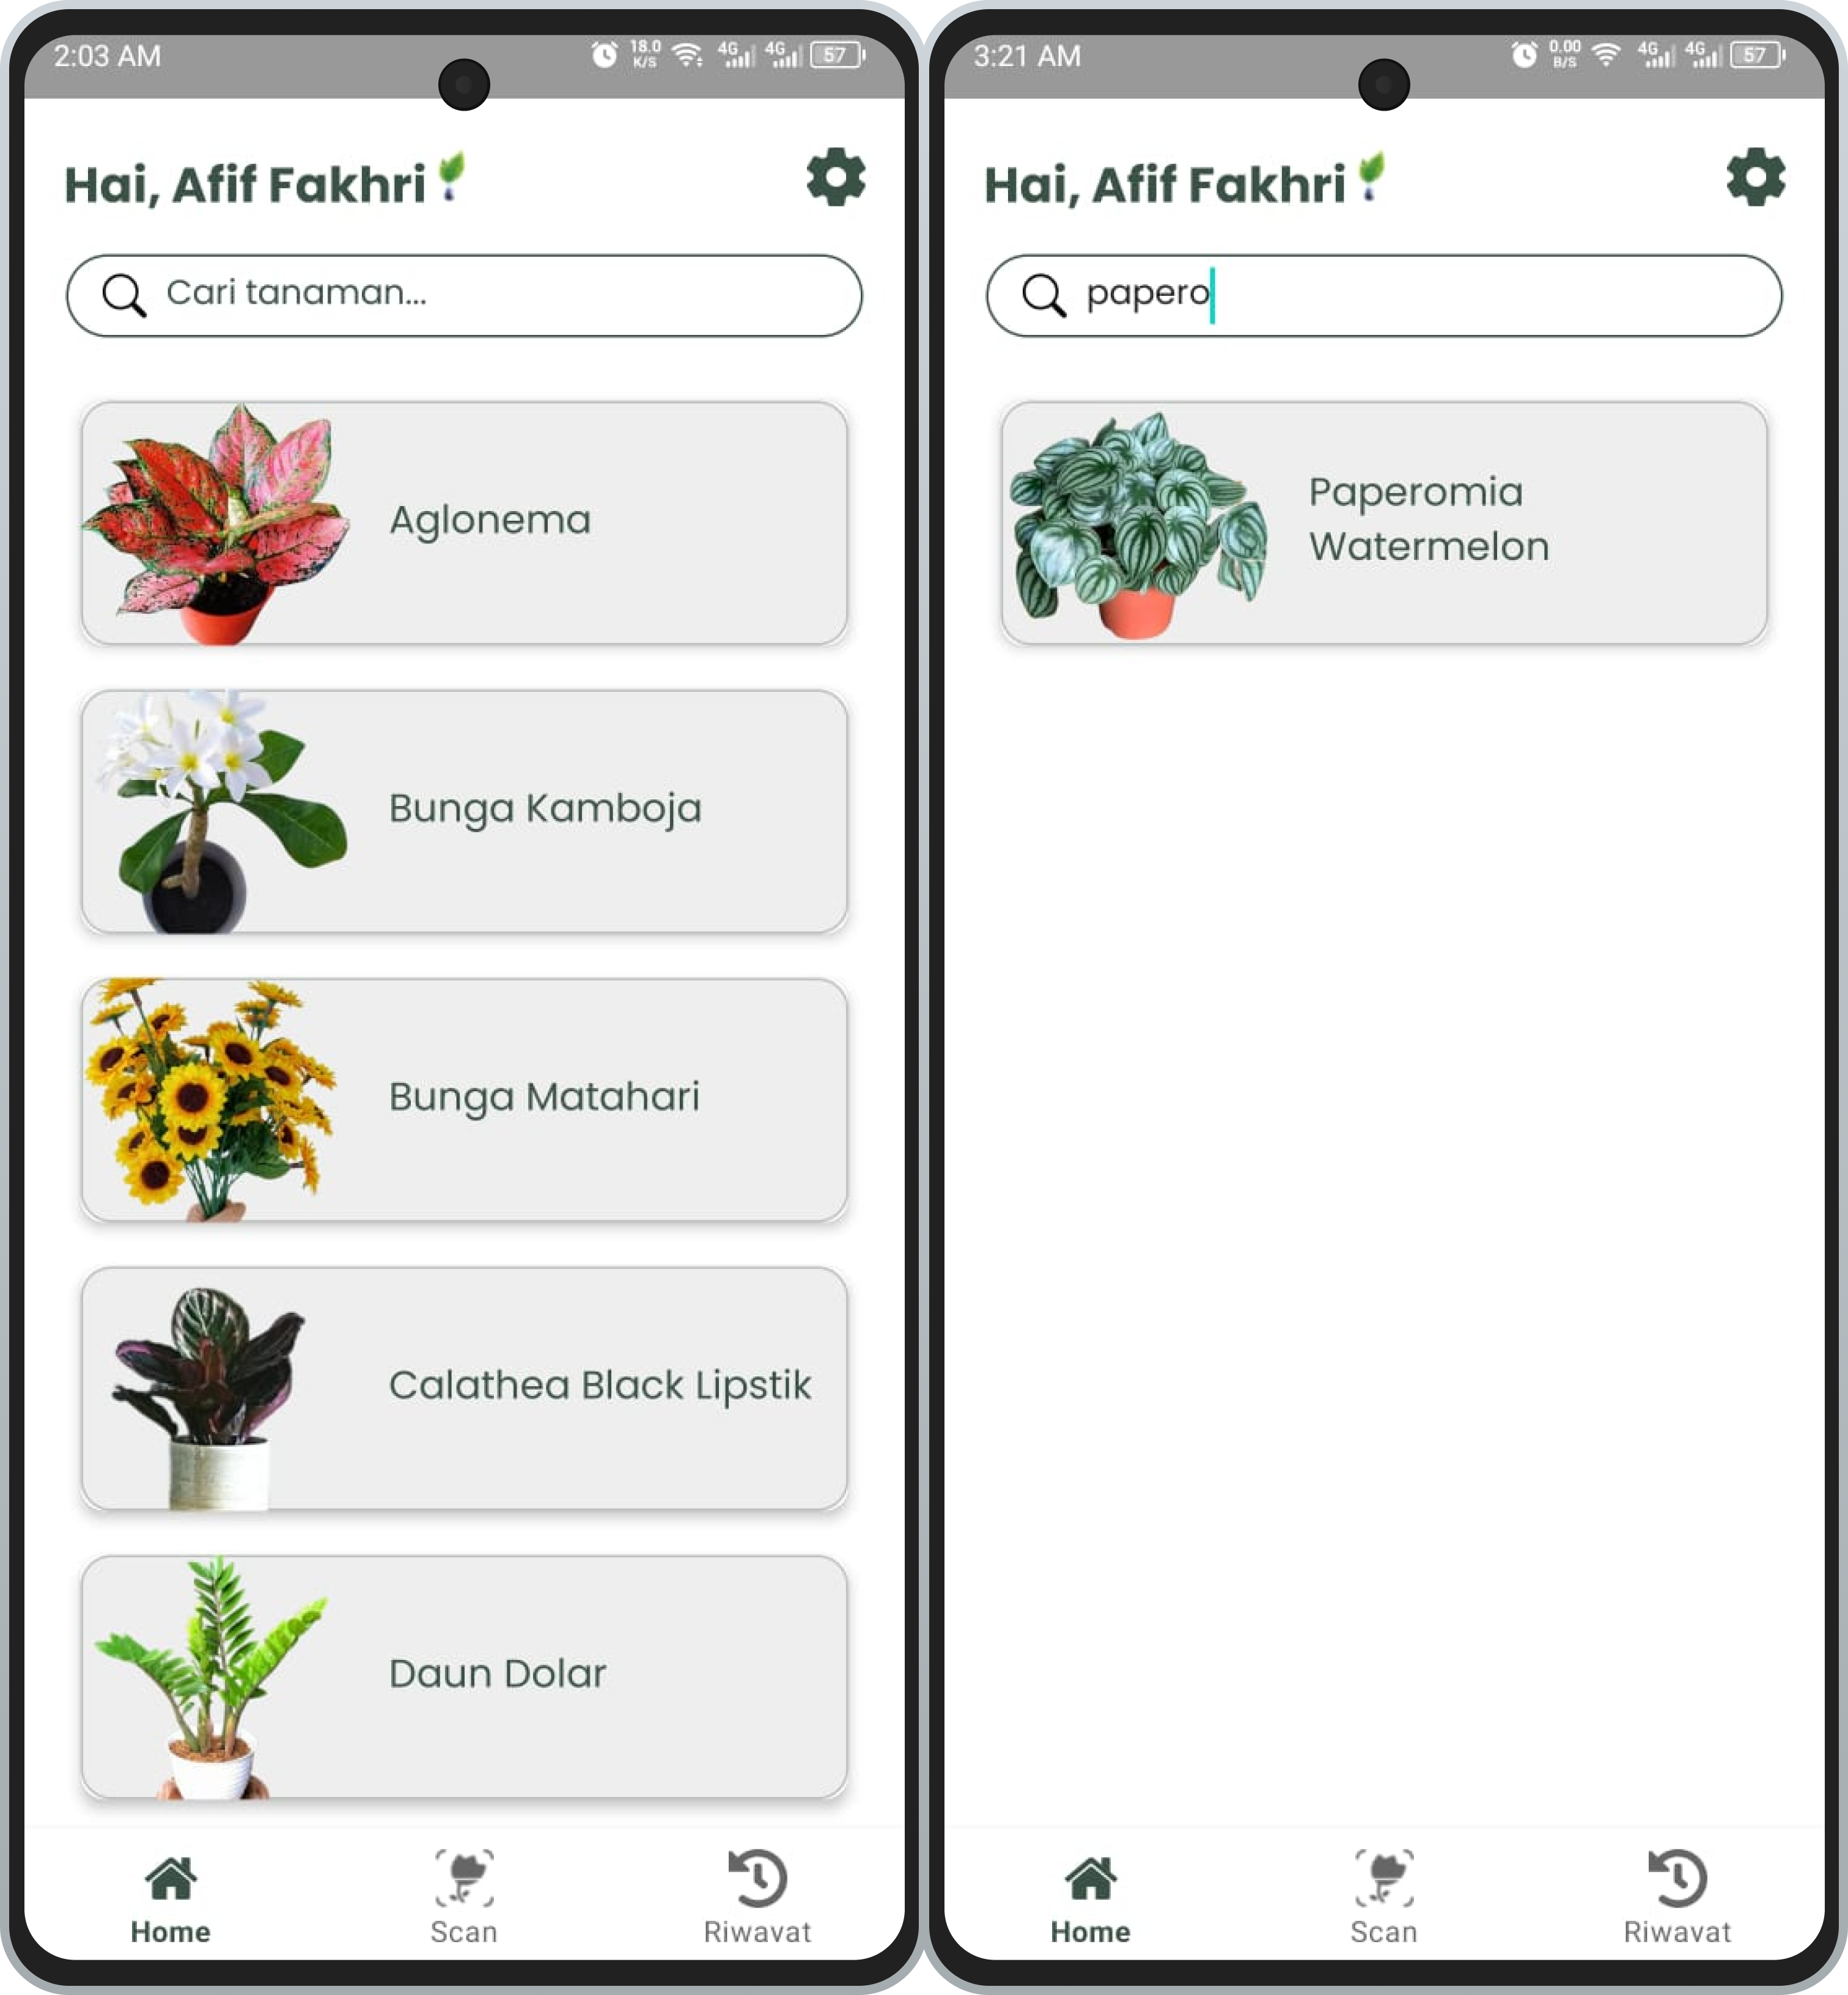 2:03 AM
18.0
K/S
4G
4G
57
Hai, Afif Fakhri
Cari tanaman...
Aglonema
Bunga Kamboja
Bunga Matahari
Calathea Black Lipstik
Daun Dolar
Home
Scan
Riwavat
3:21 AM
0.00
B/S
4G
4G
57
Hai, Afif Fakhri
papero
Paperomia
Watermelon
Home
Scan
Riwavat